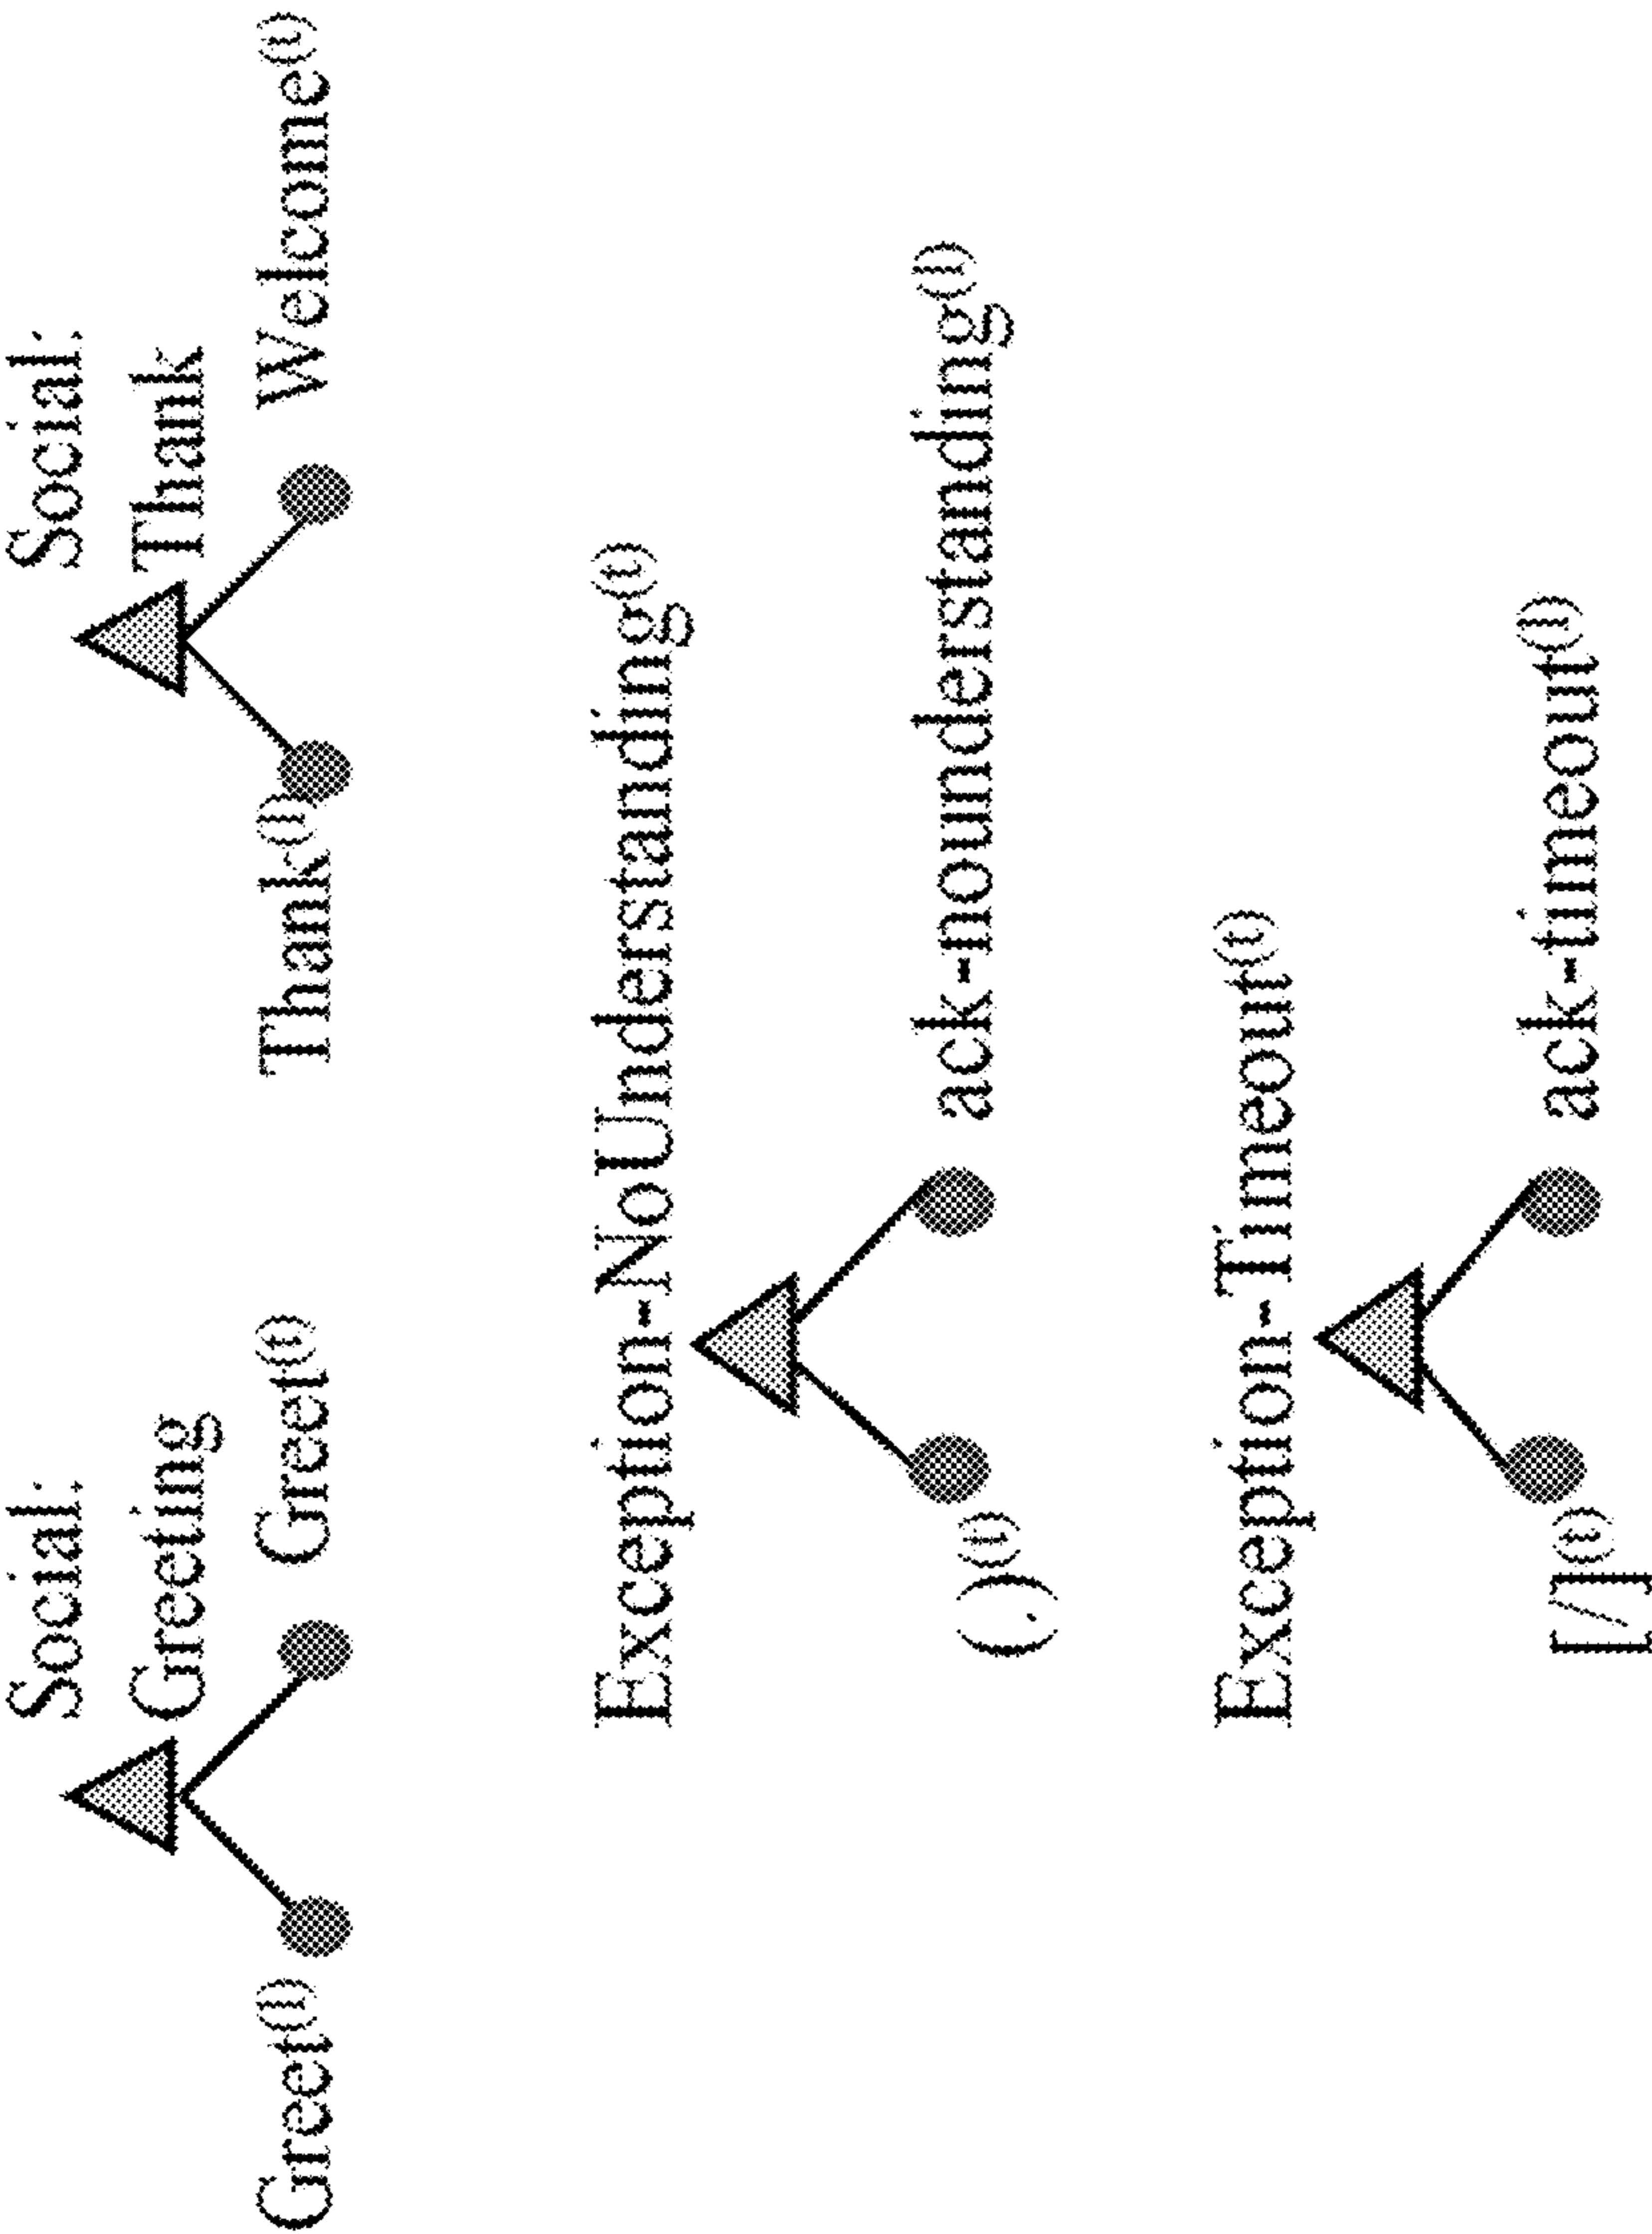 Social:
Greeting
Greet⁽ᵗ⁾ Greet⁽ᵗ⁾
Social:
Thank
Thank⁽ᵗ⁾ Welcome⁽ᵗ⁾
Exception-NoUnderstanding⁽ᵗ⁾
(.)⁽ᵗ⁾ ack-nounderstanding⁽ᵗ⁾
Exception-Timeout⁽ᵗ⁾
[/]⁽ᵗ⁾ ack-timeout⁽ᵗ⁾